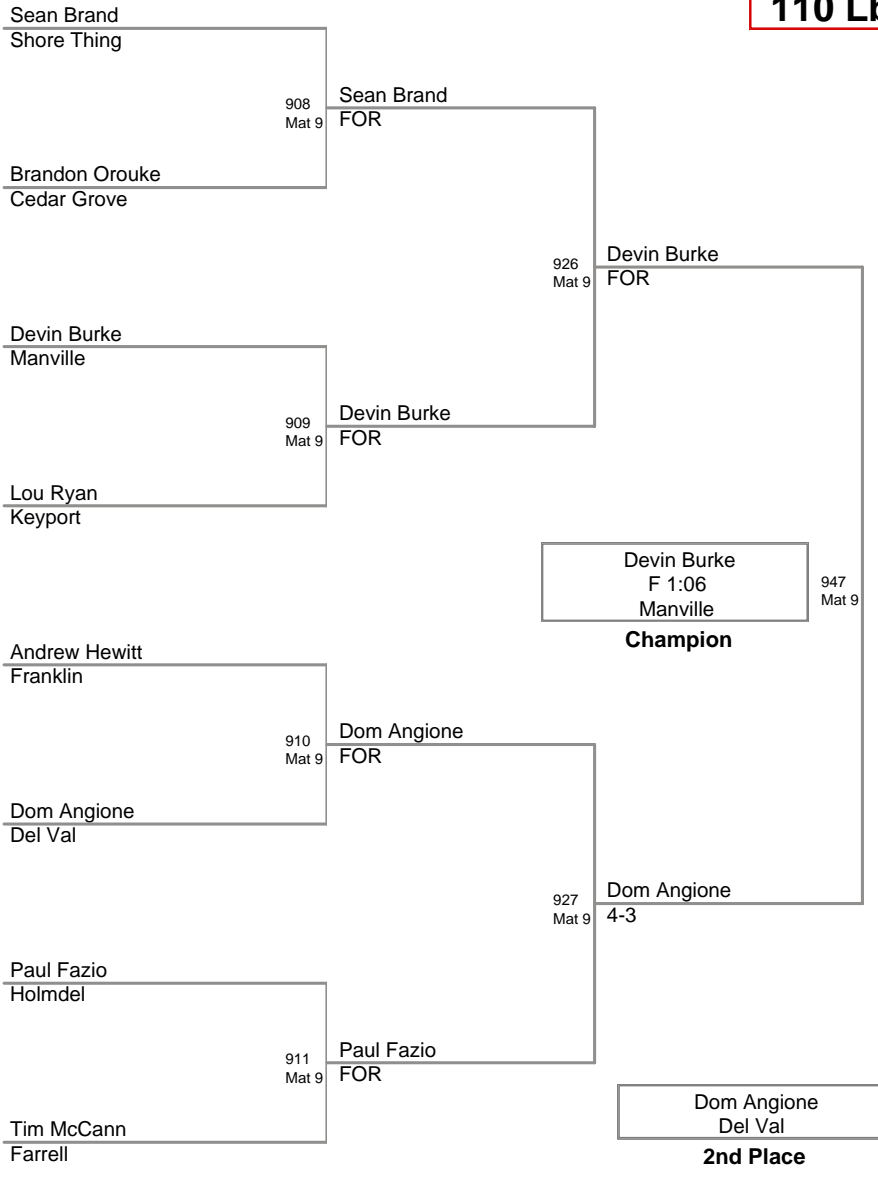 110 Lb
Sean Brand
Shore Thing
908
Mat 9
Sean Brand
FOR
Brandon Orouke
Cedar Grove
926
Mat 9
Devin Burke
FOR
Devin Burke
Manville
909
Mat 9
Devin Burke
FOR
Lou Ryan
Keyport
Devin Burke
F 1:06
Manville
Champion
947
Mat 9
Andrew Hewitt
Franklin
910
Mat 9
Dom Angione
FOR
Dom Angione
Del Val
927
Mat 9
Dom Angione
4-3
Paul Fazio
Holmdel
911
Mat 9
Paul Fazio
FOR
Tim McCann
Farrell
Dom Angione
Del Val
2nd Place